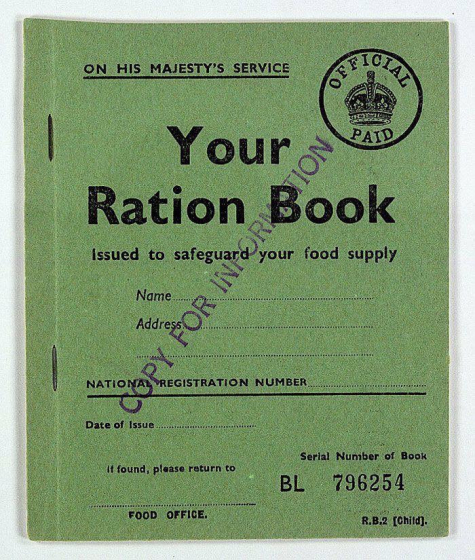 ON HIS MAJESTY'S SERVICE
OFFICIAL
PAID
Your
Ration Book
Issued to safeguard your food supply
COPY FOR INFORMATION
Name
Address
NATIONAL REGISTRATION NUMBER
Date of Issue
Serial Number of Book
If found, please return to
BL 796254
FOOD OFFICE.
R.B.2 [Child].